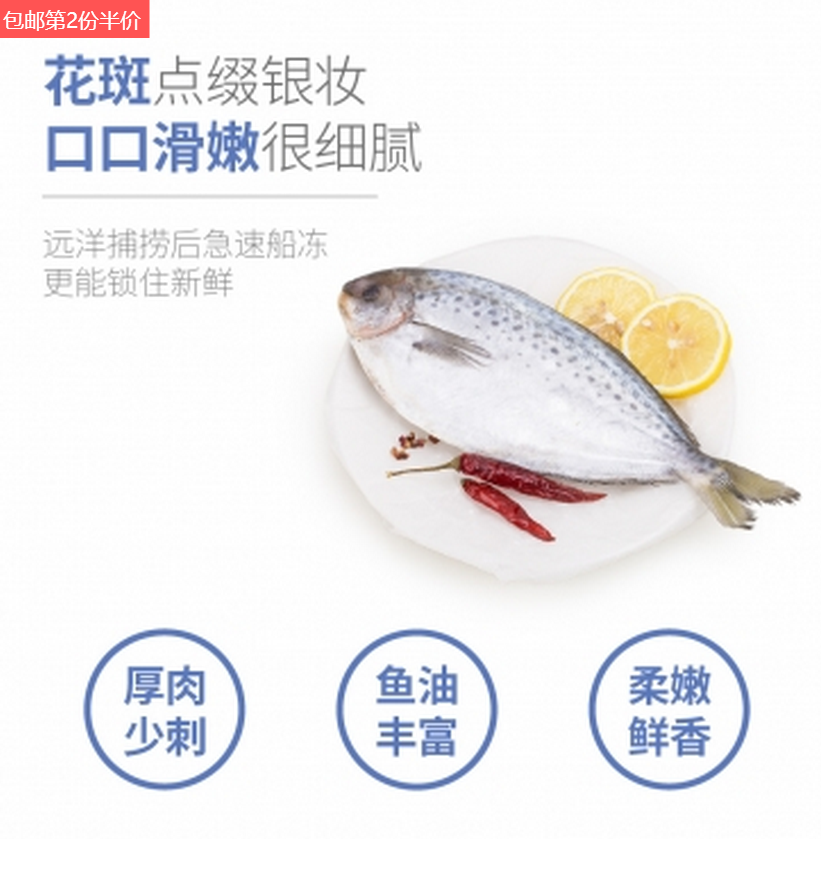 包邮第2份半价
花斑点缀银妆
口口滑嫩很细腻
远洋捕捞后急速船冻
更能锁住新鲜
厚肉
少刺
鱼油
丰富
柔嫩
鲜香